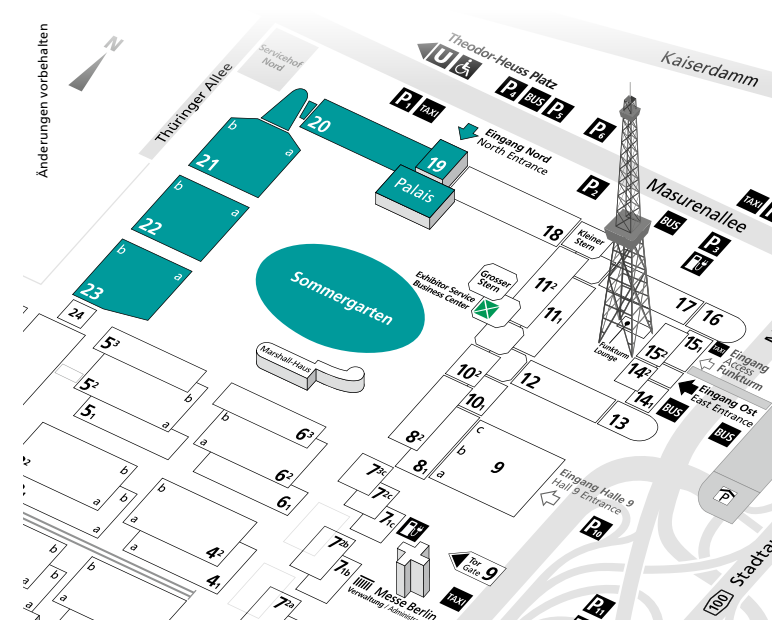 Änderungen vorbehalten
N
Thüringer Allee
Servicehof
Nord
Theodor-Heuss Platz
U
Kaiserdamm
P1
TAXI
P4
BUS
P5
P6
Eingang Nord
North Entrance
P2
Masurenallee
TAXI
BUS
P3
20
19
Palais
b
a
21
b
a
22
b
a
23
24
18
Kleiner
Stern
Grosser
Stern
Exhibitor Service
Business Center
11²
11₁
Sommergarten
Marshall-Haus
Funkturm
Lounge
17
16
15²
15₁
14²
14₁
TAXI
Eingang
Access
Funkturm
Eingang Ost
East Entrance
BUS
BUS
P
12
13
10²
10₁
8²
8₁
c
b
a
9
Eingang Halle 9
Hall 9 Entrance
P10
5³
5²
b
a
5₁
6³
b
a
6²
6₁
7³ᶜ
7²ᶜ
7₁c
7²ᵇ
7₁b
7²ᵃ
b
a
4²
a
4₁
b
a
b
a
b
a
b
a
b
Tor
Gate 9
Messe Berlin
Verwaltung / Administra
TAXI
P11
100
Stadtau